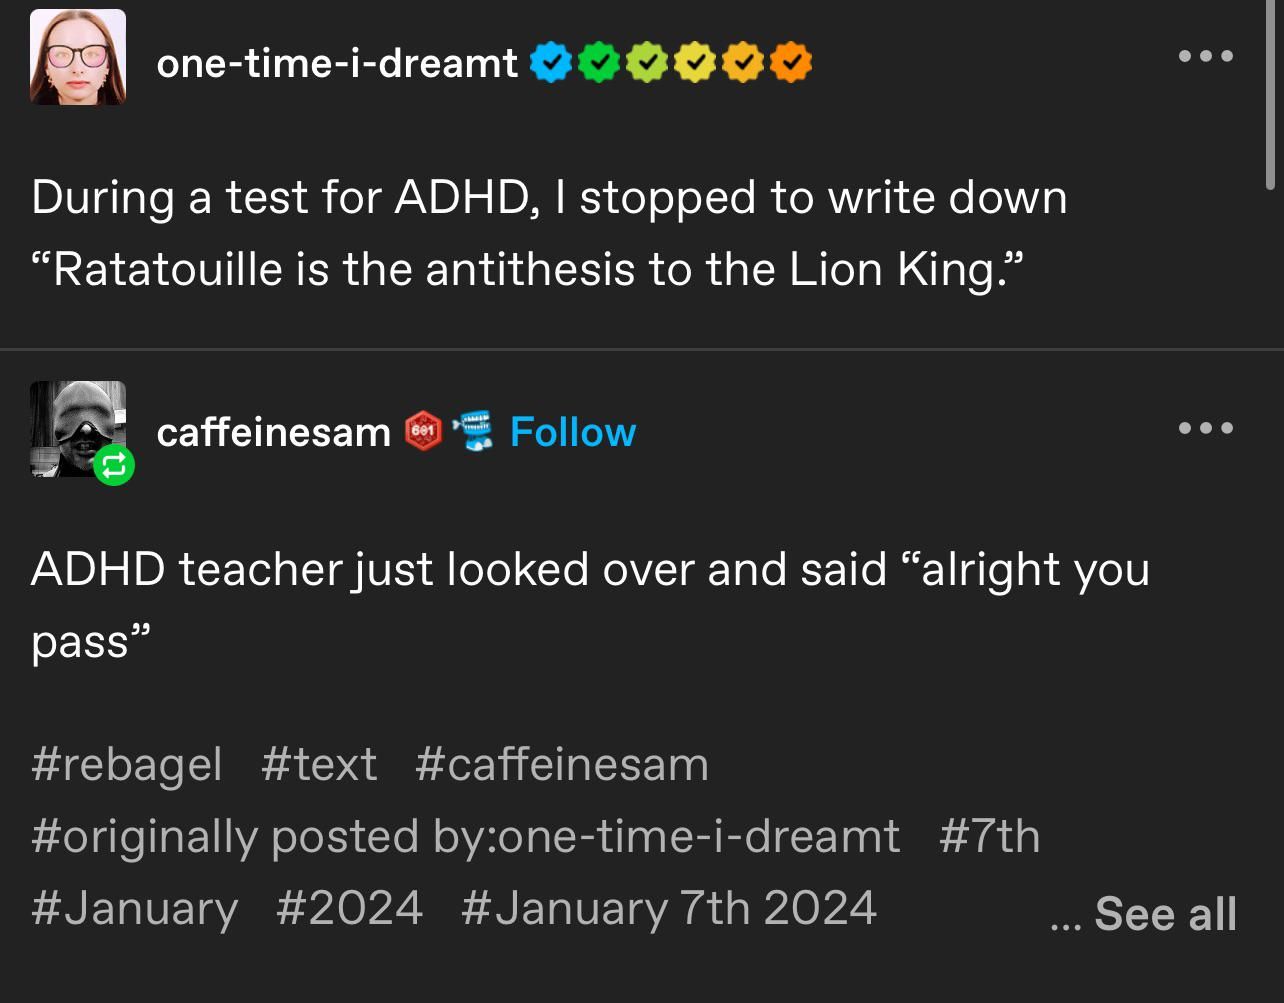 one-time-i-dreamt
During a test for ADHD, I stopped to write down
“Ratatouille is the antithesis to the Lion King.”
caffeinesam 601 Follow
ADHD teacher just looked over and said “alright you
pass”
#rebagel #text #caffeinesam
#originally posted by:one-time-i-dreamt #7th
#January #2024 #January 7th 2024 ... See all